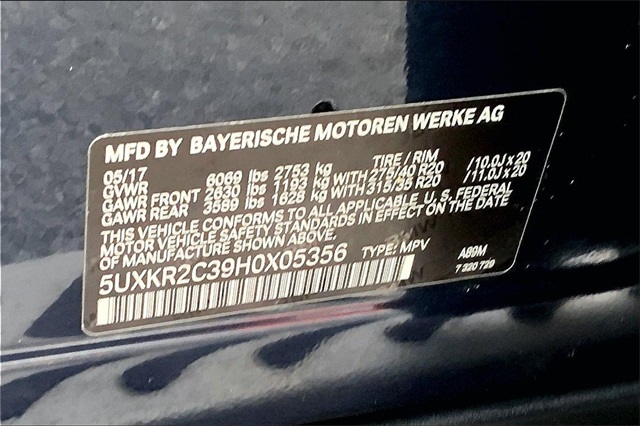 MFD BY BAYERISCHE MOTOREN WERKE AG
05/17 TIRE / RIM
GVWR 6069 lbs 2753 kg
GAWR FRONT 2630 lbs 1193 kg WITH 275/40 R20 /10.0J x 20
GAWR REAR 3589 lbs 1628 kg WITH 315/35 R20 /11.0J x 20
THIS VEHICLE CONFORMS TO ALL APPLICABLE U. S. FEDERAL
MOTOR VEHICLE SAFETY STANDARDS IN EFFECT ON THE DATE
OF MANUFACTURE SHOWN ABOVE.
5UXKR2C39H0X05356 TYPE: MPV A89M
7 320 729